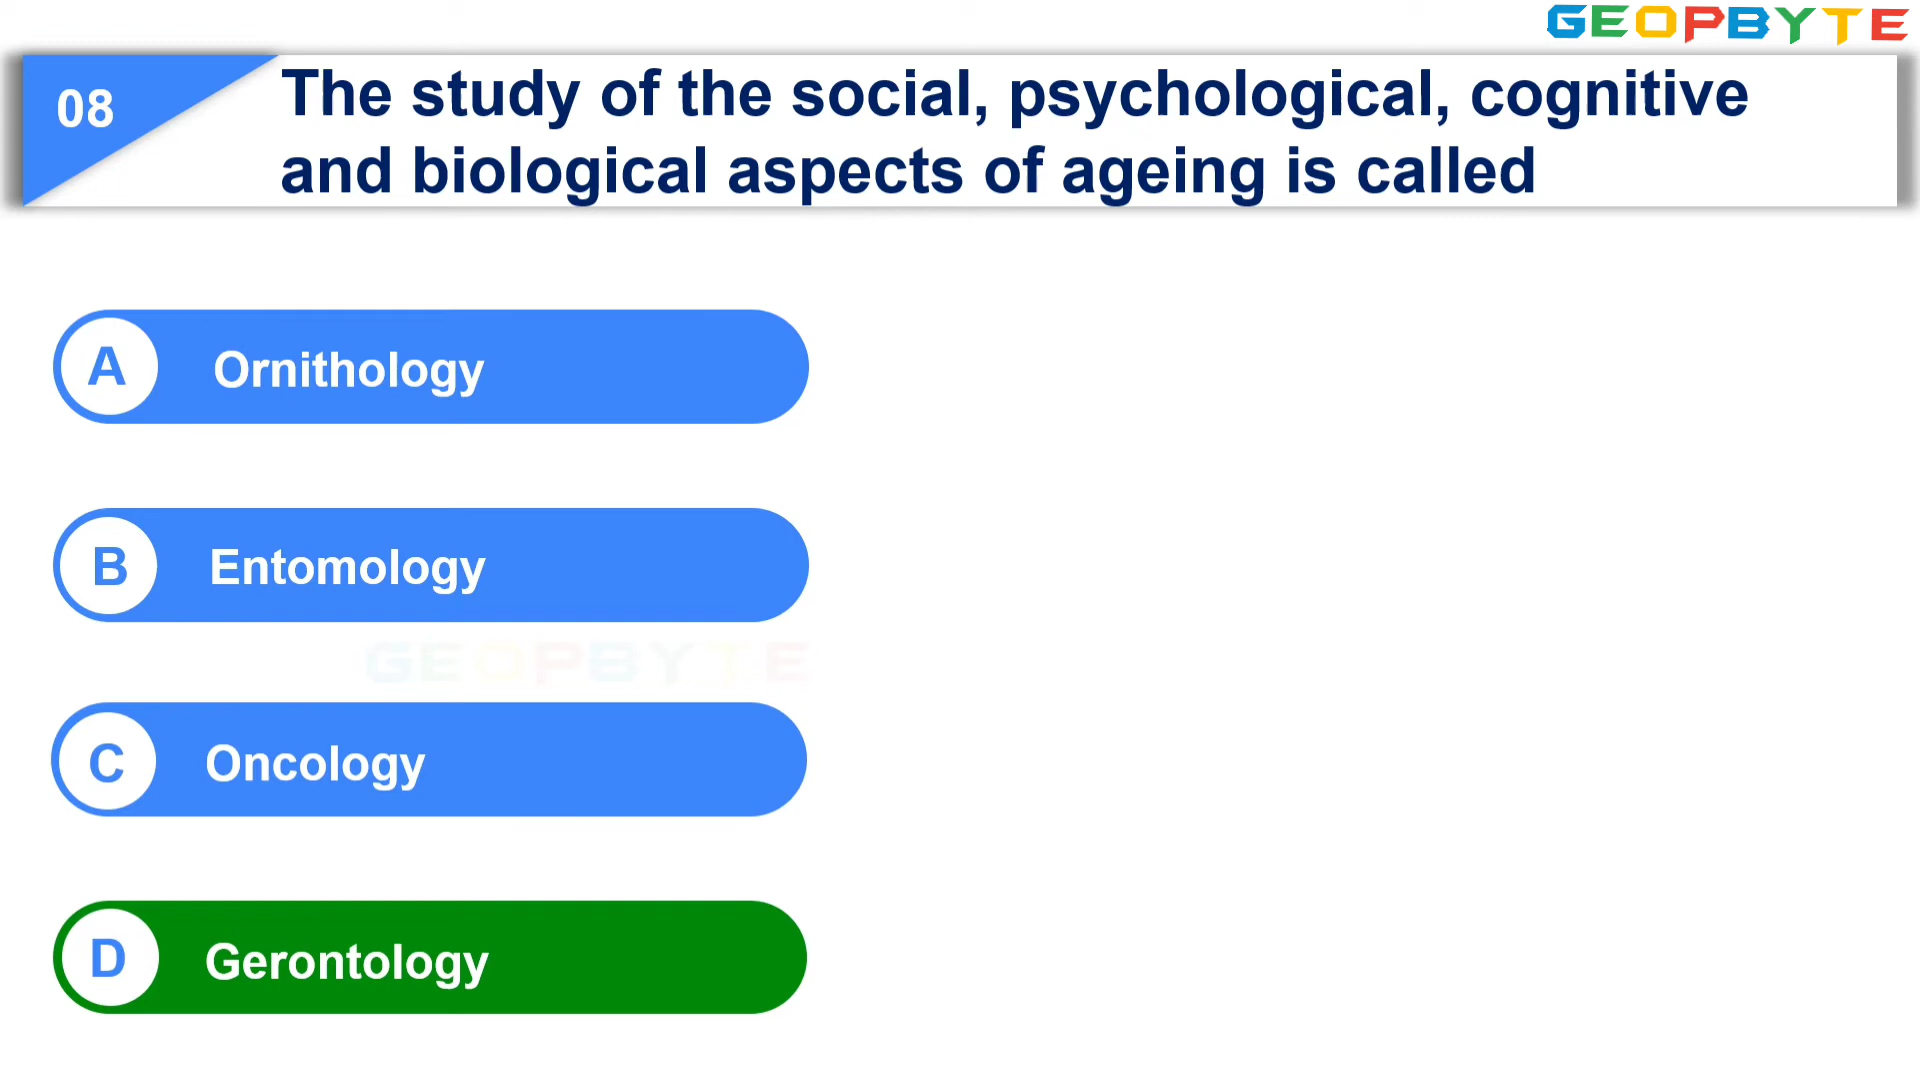 GEOPBYTE
08
The study of the social, psychological, cognitive
and biological aspects of ageing is called
A Ornithology
B Entomology
GEOPBYTE
C Oncology
D Gerontology